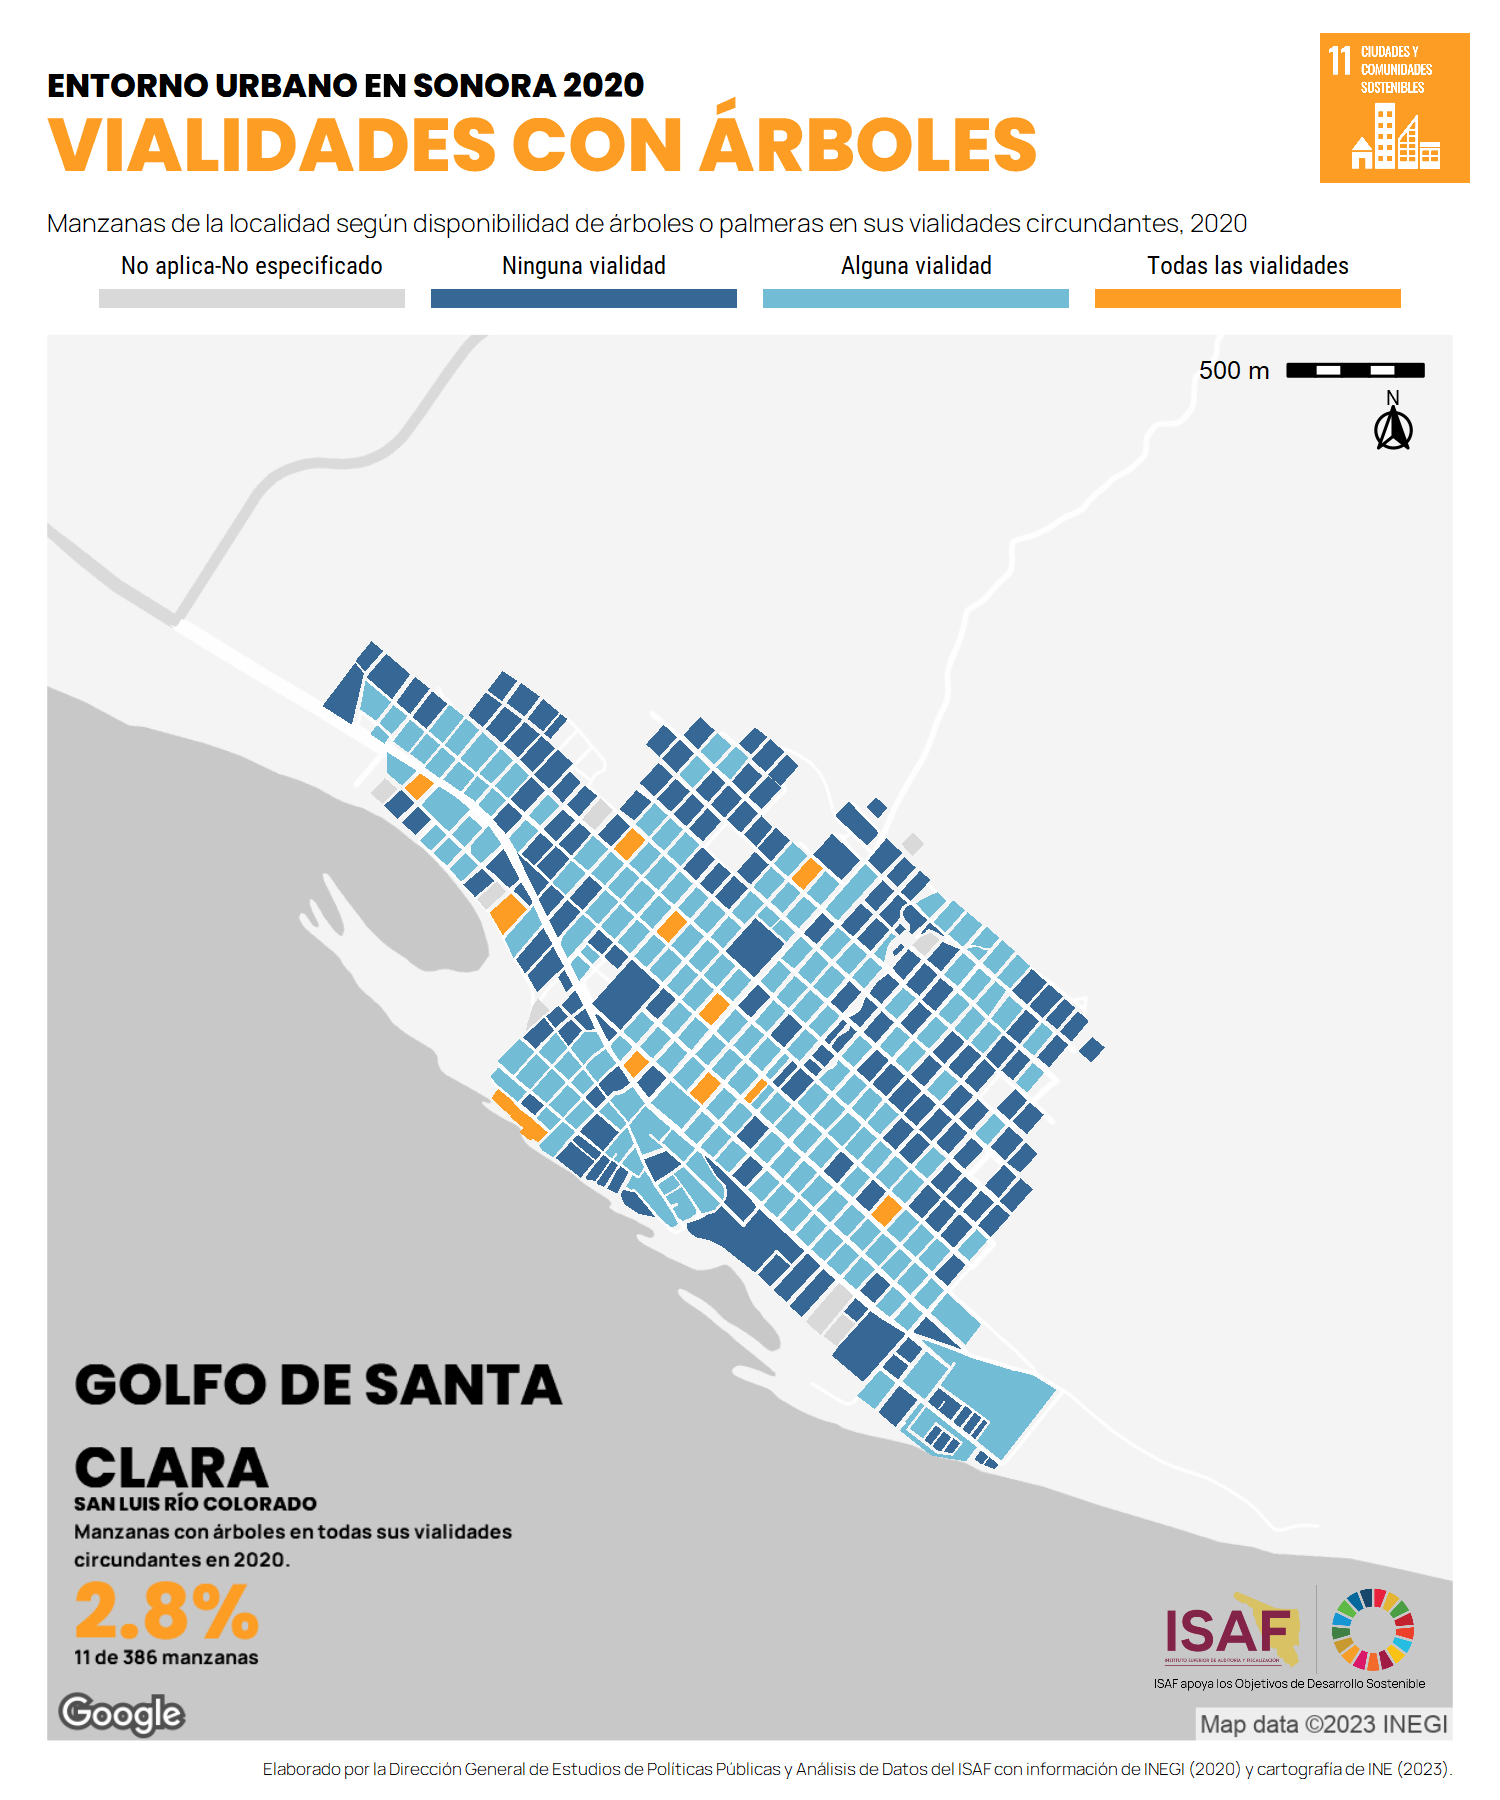 ENTORNO URBANO EN SONORA 2020
VIALIDADES CON ÁRBOLES
11 CIUDADES Y
COMUNIDADES
SOSTENIBLES
Manzanas de la localidad según disponibilidad de árboles o palmeras en sus vialidades circundantes, 2020
No aplica-No especificado Ninguna vialidad Alguna vialidad Todas las vialidades
500 m
N
GOLFO DE SANTA
CLARA
SAN LUIS RÍO COLORADO
Manzanas con árboles en todas sus vialidades
circundantes en 2020.
2.8%
11 de 386 manzanas
ISAF
INSTITUTO SUPERIOR DE AUDITORÍA Y FISCALIZACIÓN
ISAF apoya los Objetivos de Desarrollo Sostenible
Google
Map data ©2023 INEGI
Elaborado por la Dirección General de Estudios de Políticas Públicas y Análisis de Datos del ISAF con información de INEGI (2020) y cartografía de INE (2023).